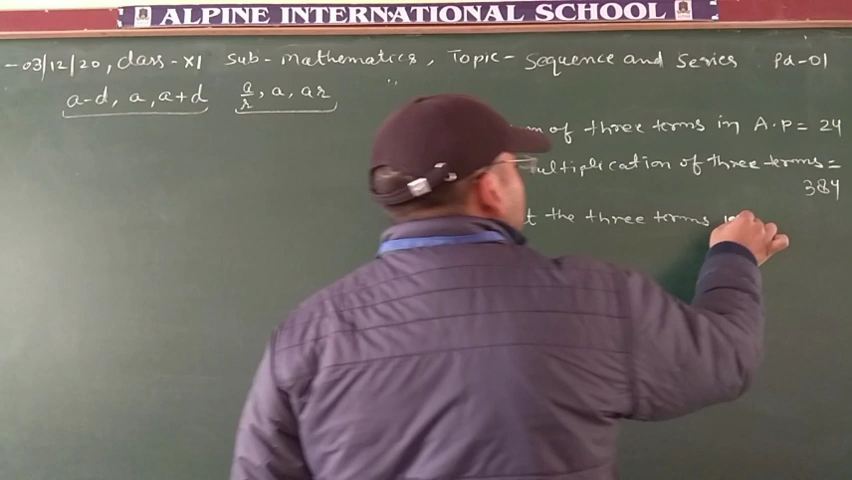 ALPINE INTERNATIONAL SCHOOL
-03/12/20, class-XI Sub-Mathematics, Topic- Sequence and Series Pd-01
a-d, a, a+d a/r, a, ar
of three terms in A.P = 24
of three terms =
384
the three terms